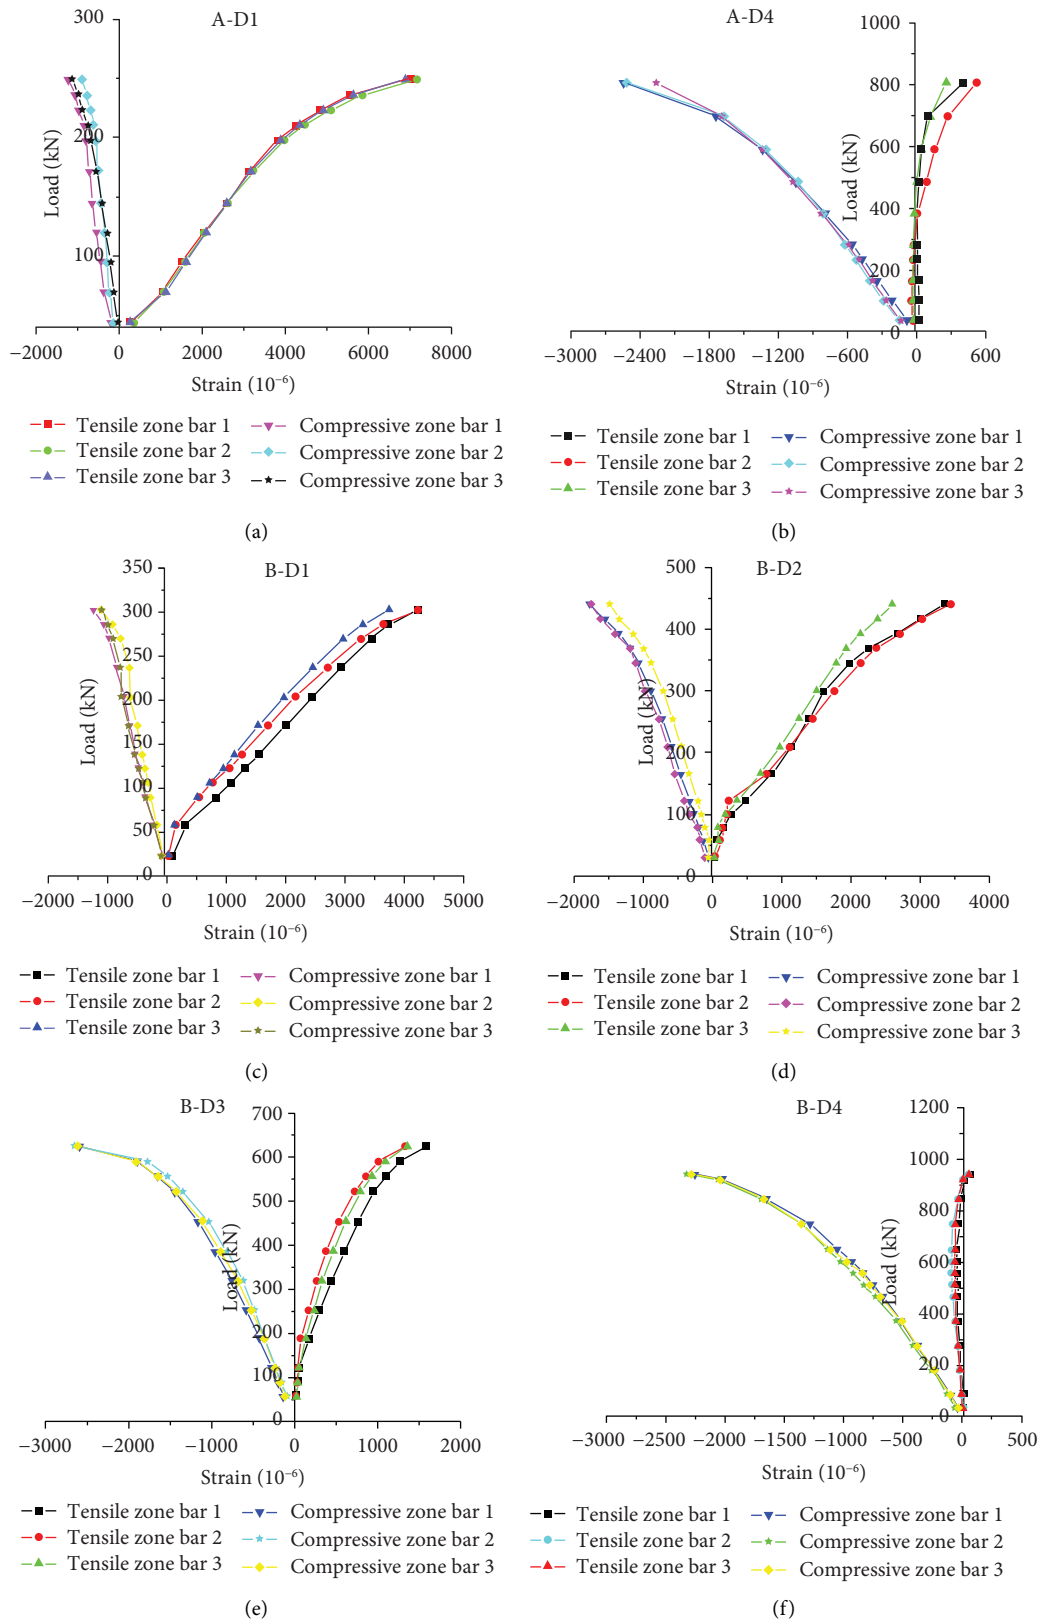 A-D1
300
200
100
Load (kN)
−2000 0 2000 4000 6000 8000
Strain (10⁻⁶)
Tensile zone bar 1
Tensile zone bar 2
Tensile zone bar 3
Compressive zone bar 1
Compressive zone bar 2
Compressive zone bar 3
(a)
A-D4
1000
800
600
400
200
0
Load (kN)
−3000 −2400 −1800 −1200 −600 0 600
Strain (10⁻⁶)
Tensile zone bar 1
Tensile zone bar 2
Tensile zone bar 3
Compressive zone bar 1
Compressive zone bar 2
Compressive zone bar 3
(b)
B-D1
350
300
250
200
150
100
50
0
Load (kN)
−2000 −1000 0 1000 2000 3000 4000 5000
Strain (10⁻⁶)
Tensile zone bar 1
Tensile zone bar 2
Tensile zone bar 3
Compressive zone bar 1
Compressive zone bar 2
Compressive zone bar 3
(c)
B-D2
500
400
300
200
100
0
Load (kN)
−2000 −1000 0 1000 2000 3000 4000
Strain (10⁻⁶)
Tensile zone bar 1
Tensile zone bar 2
Tensile zone bar 3
Compressive zone bar 1
Compressive zone bar 2
Compressive zone bar 3
(d)
B-D3
700
600
500
400
300
200
100
0
Load (kN)
−3000 −2000 −1000 0 1000 2000
Strain (10⁻⁶)
Tensile zone bar 1
Tensile zone bar 2
Tensile zone bar 3
Compressive zone bar 1
Compressive zone bar 2
Compressive zone bar 3
(e)
B-D4
1200
1000
800
600
400
200
0
Load (kN)
−3000 −2500 −2000 −1500 −1000 −500 0 500
Strain (10⁻⁶)
Tensile zone bar 1
Tensile zone bar 2
Tensile zone bar 3
Compressive zone bar 1
Compressive zone bar 2
Compressive zone bar 3
(f)